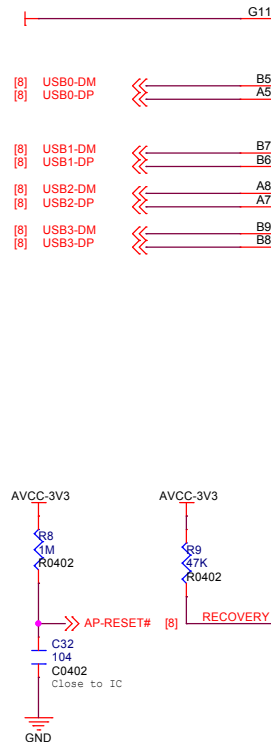 G11
[8] USB0-DM B5
[8] USB0-DP A5
[8] USB1-DM B7
[8] USB1-DP B6
[8] USB2-DM A8
[8] USB2-DP A7
[8] USB3-DM B9
[8] USB3-DP B8
AVCC-3V3 AVCC-3V3
R8
1M
R0402
R9
47K
R0402
AP-RESET# [8] RECOVERY
C32
104
C0402
Close to IC
GND